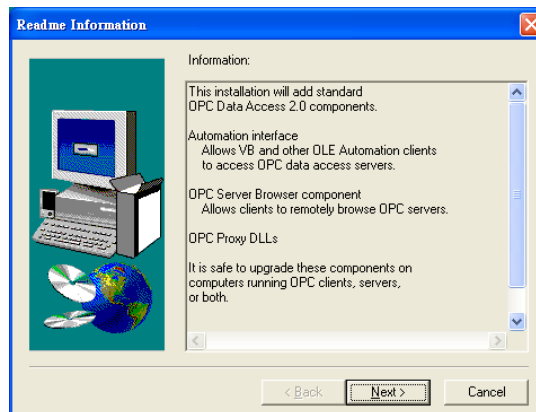 Readme Information
Information:
This installation will add standard
OPC Data Access 2.0 components.
Automation interface
Allows VB and other OLE Automation clients
to access OPC data access servers.
OPC Server Browser component
Allows clients to remotely browse OPC servers.
OPC Proxy DLLs
It is safe to upgrade these components on
computers running OPC clients, servers,
or both.
< Back
Next >
Cancel